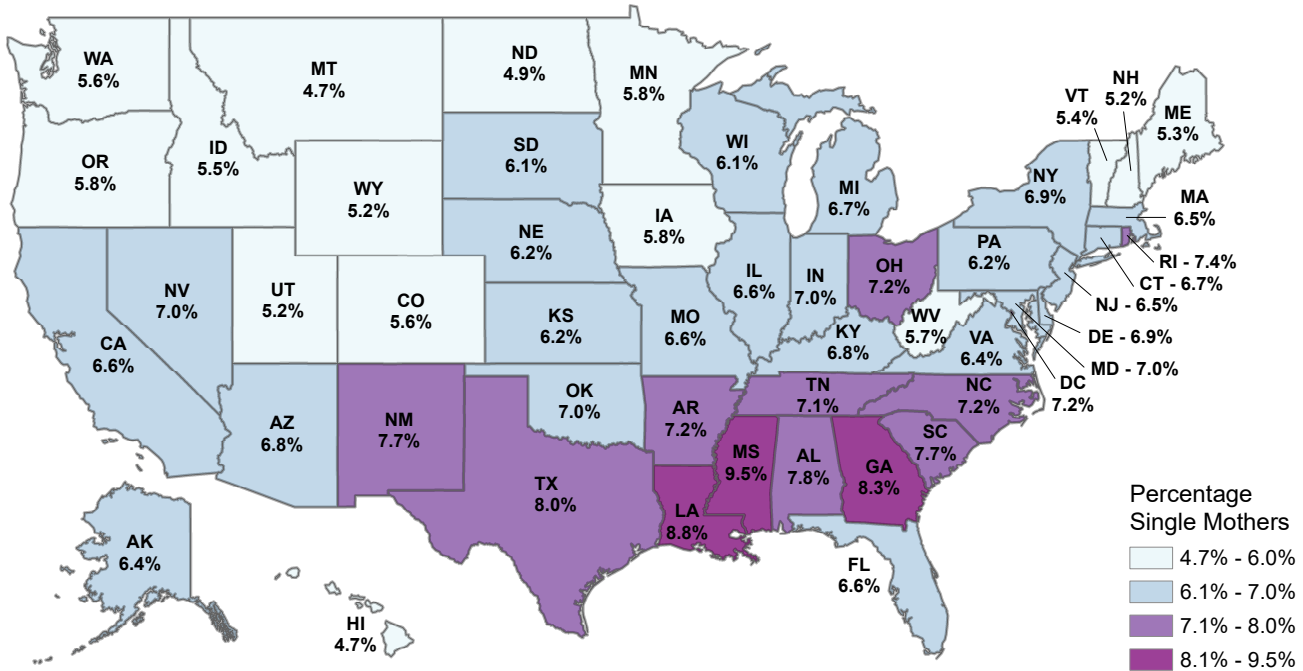 WA
5.6%
MT
4.7%
ND
4.9%
MN
5.8%
VT
5.4%
NH
5.2%
ME
5.3%
OR
5.8%
ID
5.5%
WY
5.2%
SD
6.1%
WI
6.1%
MI
6.7%
NY
6.9%
MA
6.5%
RI - 7.4%
CT - 6.7%
NJ - 6.5%
DE - 6.9%
MD - 7.0%
DC
7.2%
NV
7.0%
UT
5.2%
CO
5.6%
NE
6.2%
IA
5.8%
IL
6.6%
IN
7.0%
OH
7.2%
PA
6.2%
CA
6.6%
KS
6.2%
MO
6.6%
KY
6.8%
WV
5.7%
VA
6.4%
AZ
6.8%
NM
7.7%
OK
7.0%
AR
7.2%
TN
7.1%
NC
7.2%
SC
7.7%
TX
8.0%
LA
8.8%
MS
9.5%
AL
7.8%
GA
8.3%
FL
6.6%
AK
6.4%
HI
4.7%
Percentage
Single Mothers
4.7% - 6.0%
6.1% - 7.0%
7.1% - 8.0%
8.1% - 9.5%